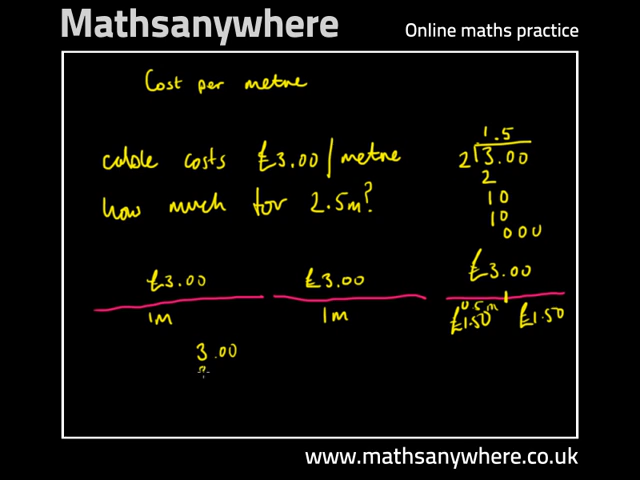 Mathsanywhere
Online maths practice
Cost per metre
cable costs £3.00/metre
how much for 2.5m?
1.5
2 3.00
2
10
10
000
£3.00 £3.00 £3.00
1M 1M 0.5m
£1.50 £1.50
3.00
www.mathsanywhere.co.uk